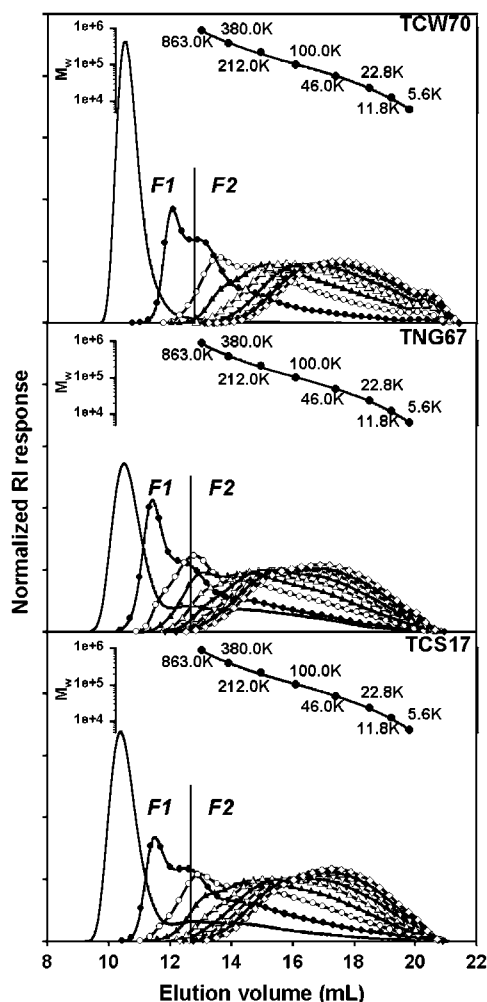 TCW70
1e+6
1e+5
1e+4
Mw
863.0K
380.0K
212.0K
100.0K
46.0K
22.8K
11.8K
5.6K
F1 F2
TNG67
1e+6
1e+5
1e+4
Mw
863.0K
380.0K
212.0K
100.0K
46.0K
22.8K
11.8K
5.6K
F1 F2
Normalized RI response
TCS17
1e+6
1e+5
1e+4
Mw
863.0K
380.0K
212.0K
100.0K
46.0K
22.8K
11.8K
5.6K
F1 F2
8 10 12 14 16 18 20 22
Elution volume (mL)